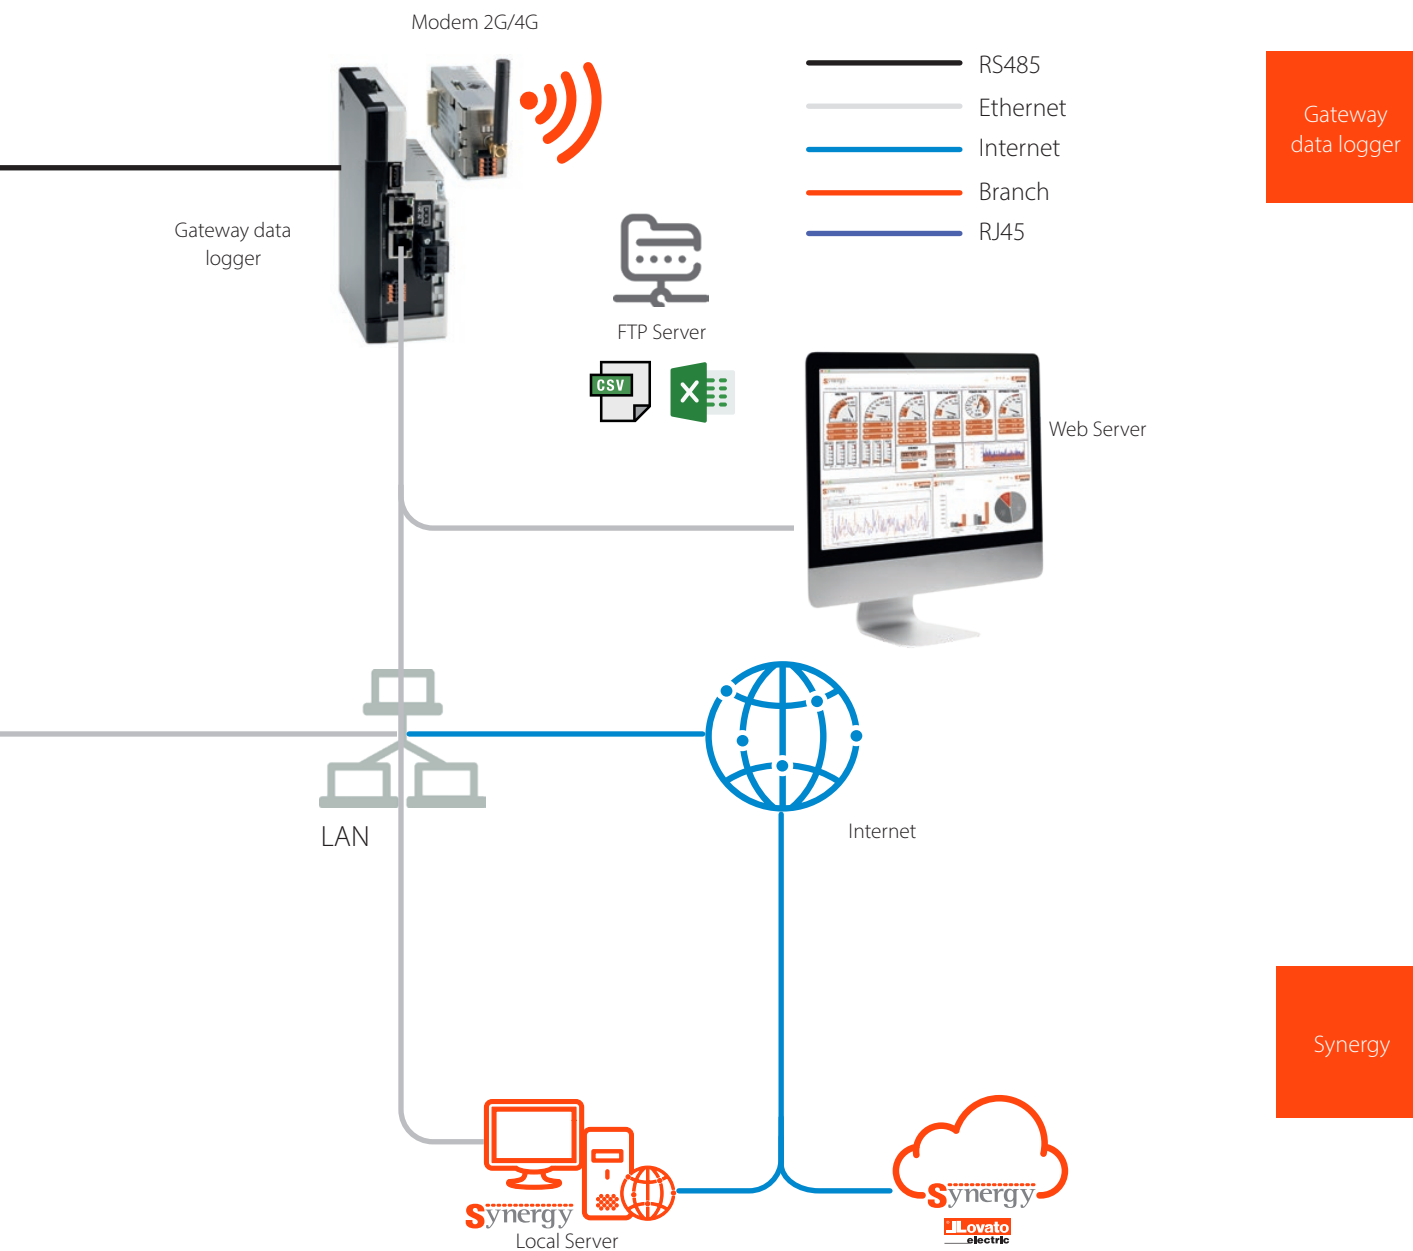 Modem 2G/4G
RS485
Ethernet
Internet
Branch
RJ45
Gateway
data logger
Gateway data
logger
FTP Server
CSV
X
Web Server
LAN
Internet
Synergy
Synergy
Local Server
Synergy
Lovato
electric